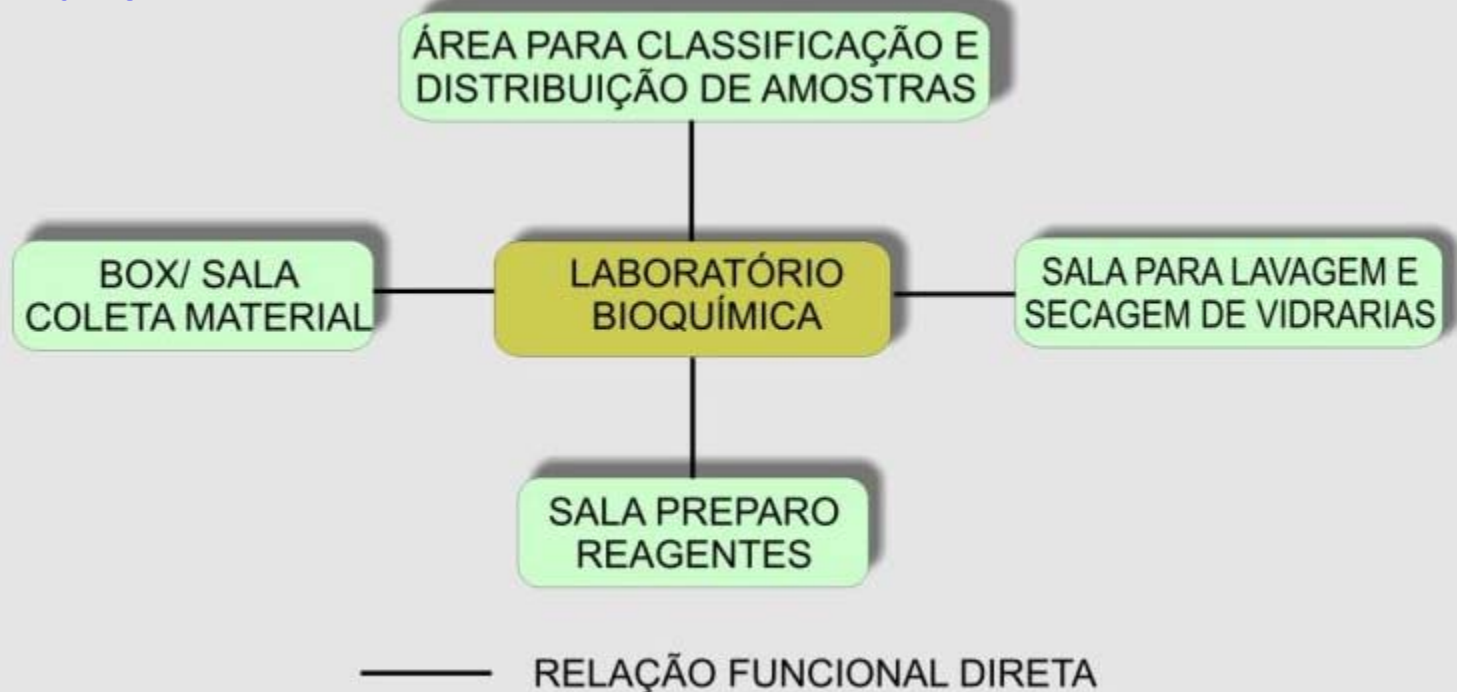 ÁREA PARA CLASSIFICAÇÃO E
DISTRIBUIÇÃO DE AMOSTRAS
BOX/ SALA
COLETA MATERIAL
LABORATÓRIO
BIOQUÍMICA
SALA PARA LAVAGEM E
SECAGEM DE VIDRARIAS
SALA PREPARO
REAGENTES
RELAÇÃO FUNCIONAL DIRETA